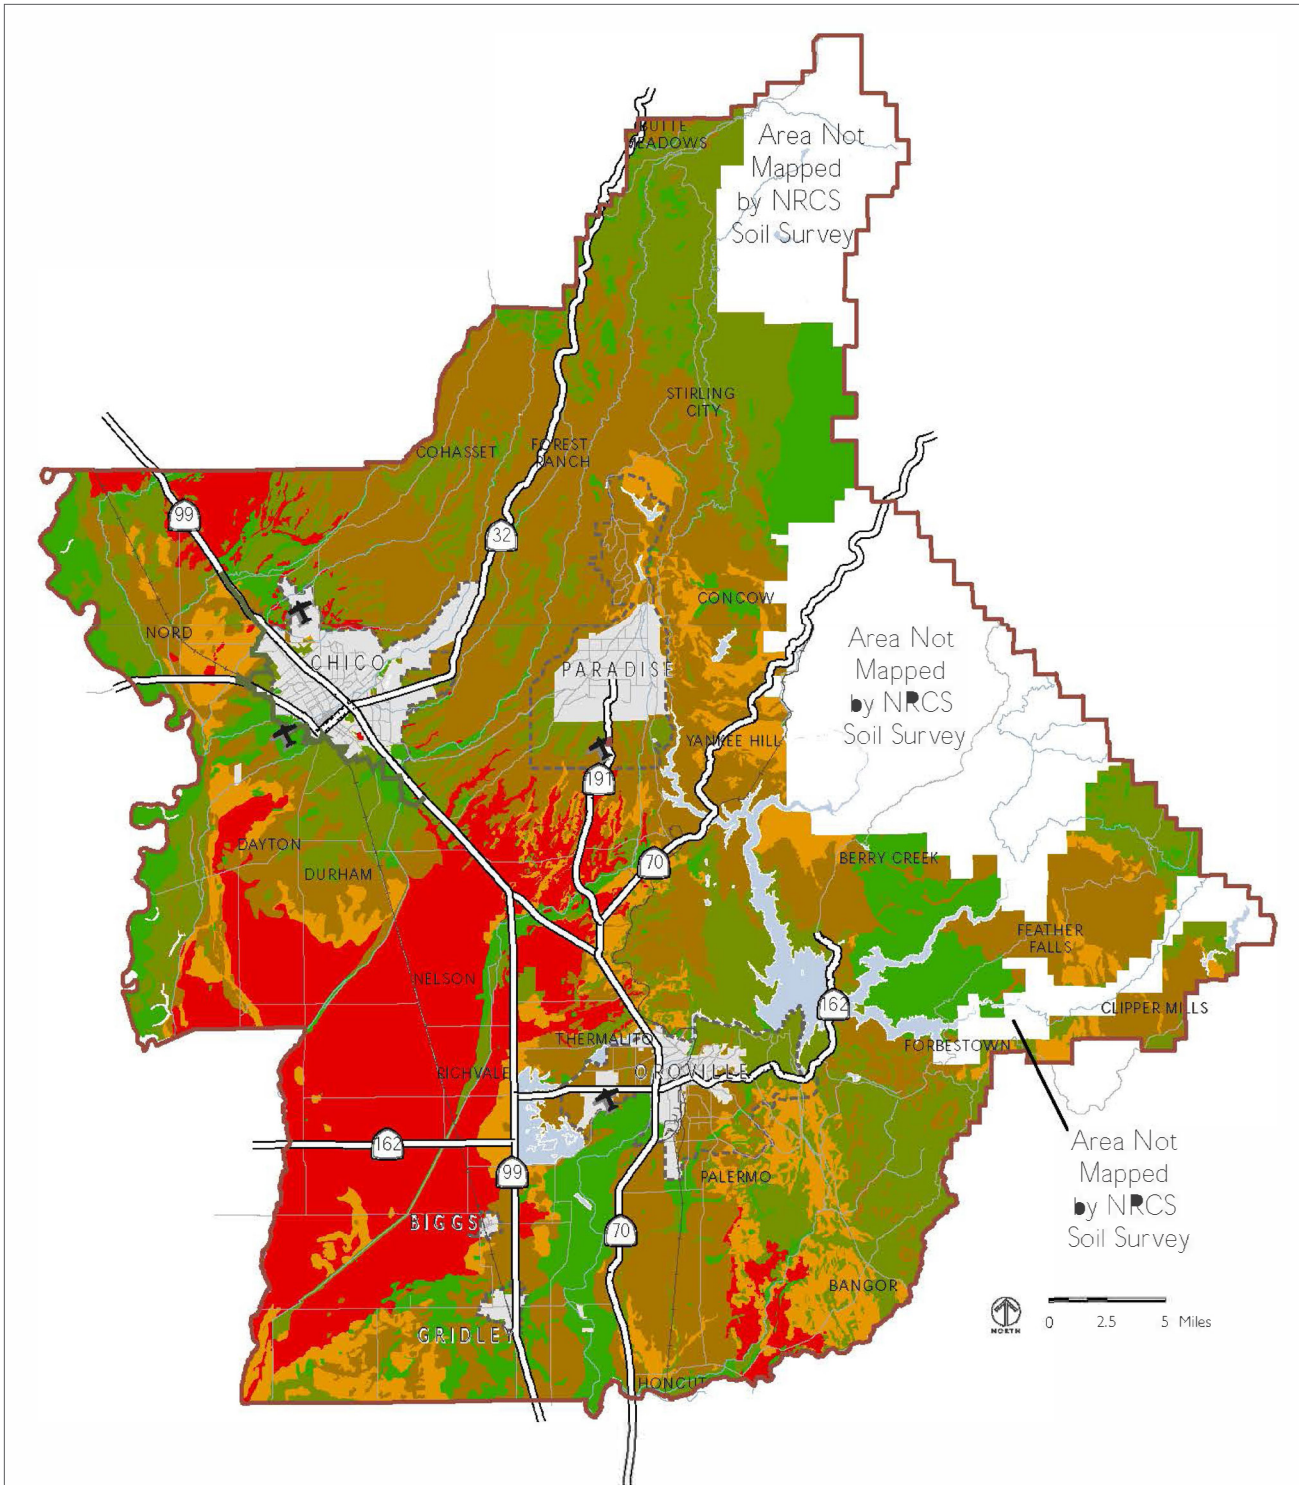 BUTTE
MEADOWS
Area Not
Mapped
by NRCS
Soil Survey
STIRLING
CITY
COHASSET
FOREST
RANCH
99
32
CONCOW
NORD
CHICO
PARADISE
Area Not
Mapped
by NRCS
Soil Survey
YANKEE HILL
191
DAYTON
DURHAM
70
BERRY CREEK
FEATHER
FALLS
NELSON
162
CLIPPER MILLS
THERMALITO
FORBESTOWN
RICHVALE
OROVILLE
162
99
PALERMO
Area Not
Mapped
by NRCS
Soil Survey
BIGGS
70
BANGOR
NORTH
0 2.5 5 Miles
GRIDLEY
HONCUT